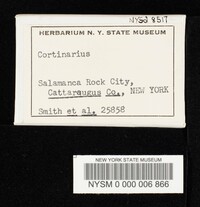 NYSd 8517
HERBARIUM N. Y. STATE MUSEUM
Cortinarius
Salamanca Rock City,
Cattaraugus Co., NEW YORK
Smith et al. 25858
NEW YORK STATE MUSEUM
NYSM 0 000 006 866